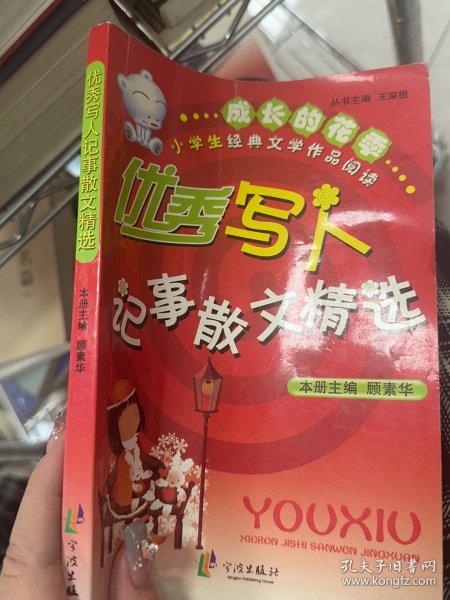 优秀写人记事散文精选
本册主编 顾素华
丛书主编 王深根
成长的花季
小学生经典文学作品阅读
优秀写人
记事散文精选
本册主编 顾素华
YOUXIU
XIEREN JISHI SANWEN JINGXUAN
宁波出版社
Ningbo Publishing House
名篇
孔夫子旧书网
www.kongfz.com